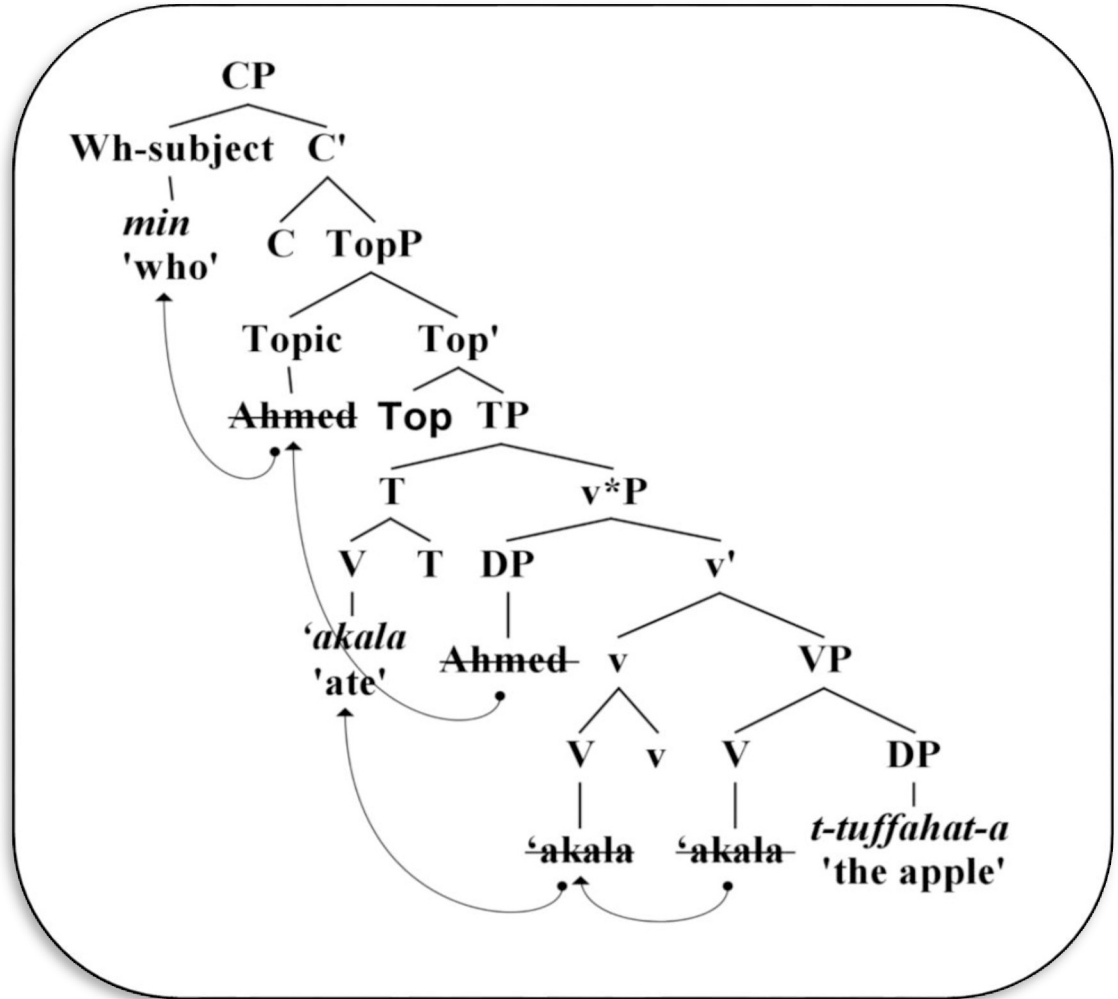 CP
Wh-subject C'
min
'who'
C TopP
Topic Top'
Ahmed Top TP
T v*P
V T DP v'
‘akala
'ate'
Ahmed v VP
V v V DP
‘akala ‘akala t-tuffahat-a
'the apple'